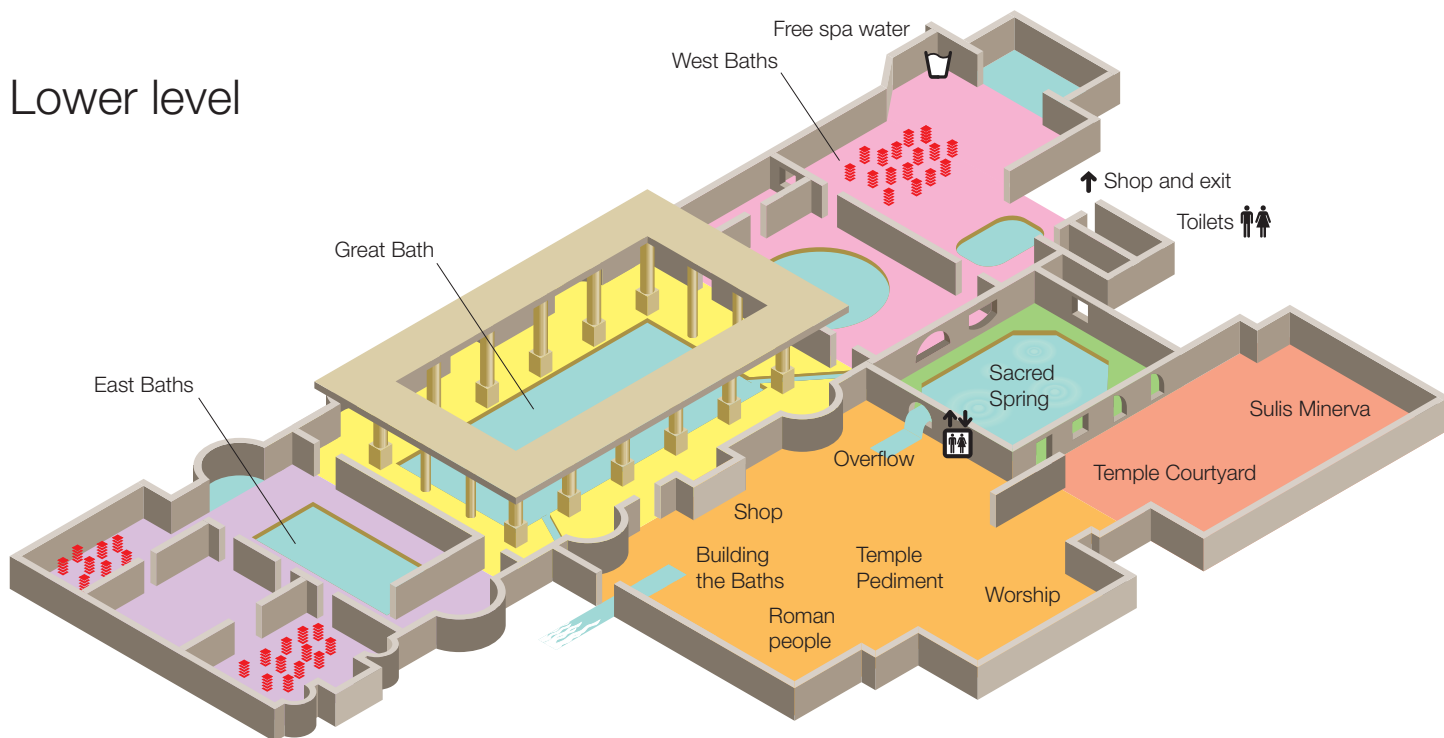 Lower level
Free spa water
West Baths
Shop and exit
Toilets
Great Bath
East Baths
Sacred
Spring
Sulis Minerva
Overflow
Temple Courtyard
Shop
Building
the Baths
Temple
Pediment
Worship
Roman
people